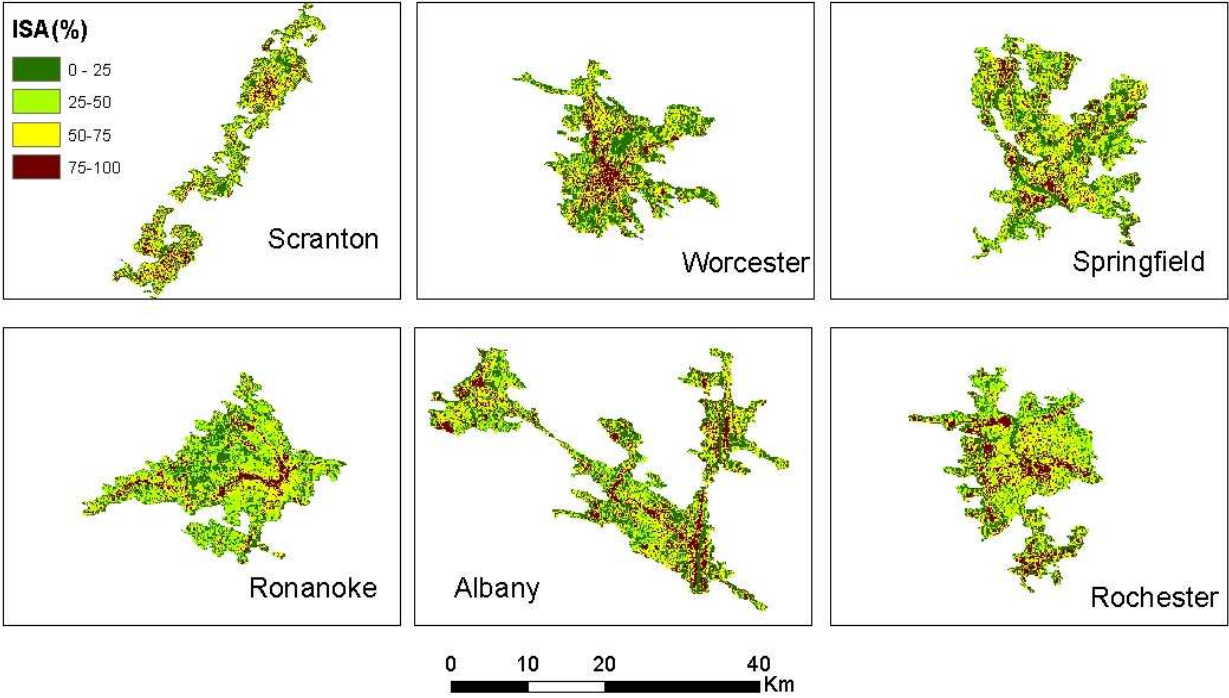 ISA(%)
0 - 25
25-50
50-75
75-100
Scranton
Worcester
Springfield
Ronanoke
Albany
Rochester
0 10 20 40
Km